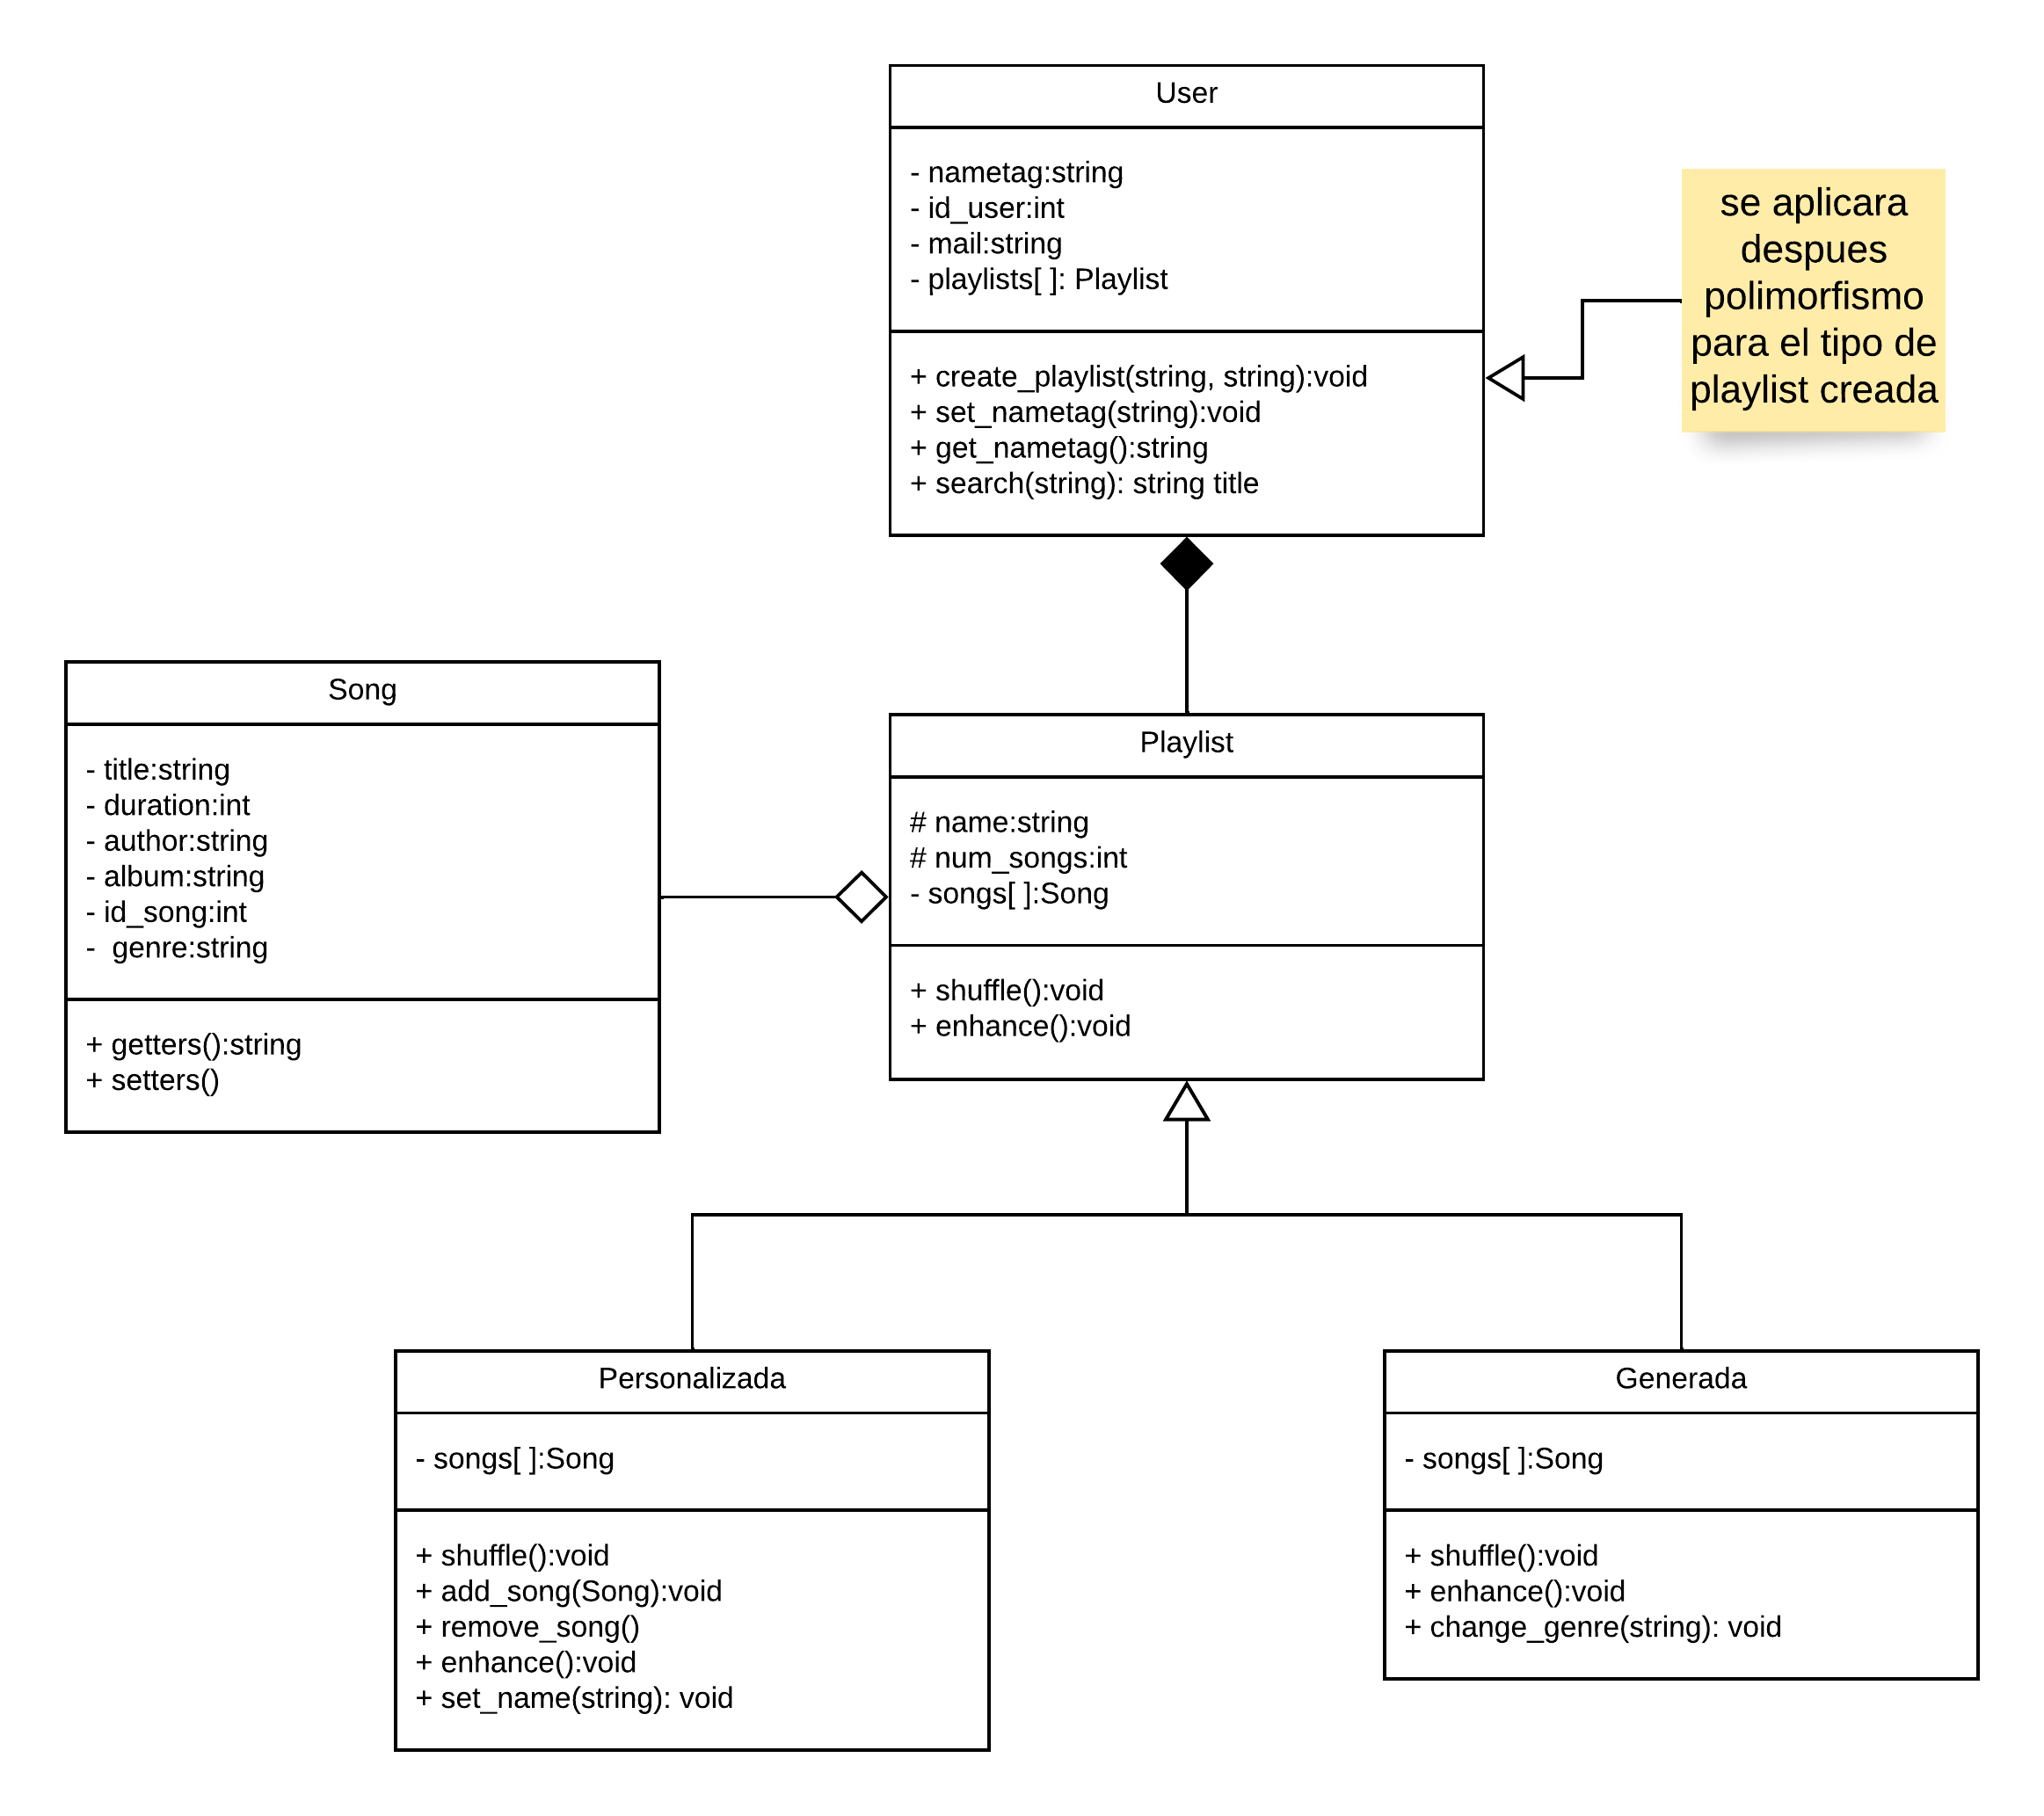 User
- nametag:string
- id_user:int
- mail:string
- playlists[ ]: Playlist
+ create_playlist(string, string):void
+ set_nametag(string):void
+ get_nametag():string
+ search(string): string title
se aplicara
despues
polimorfismo
para el tipo de
playlist creada
Song
- title:string
- duration:int
- author:string
- album:string
- id_song:int
-  genre:string
+ getters():string
+ setters()
Playlist
# name:string
# num_songs:int
- songs[ ]:Song
+ shuffle():void
+ enhance():void
Personalizada
- songs[ ]:Song
+ shuffle():void
+ add_song(Song):void
+ remove_song()
+ enhance():void
+ set_name(string): void
Generada
- songs[ ]:Song
+ shuffle():void
+ enhance():void
+ change_genre(string): void